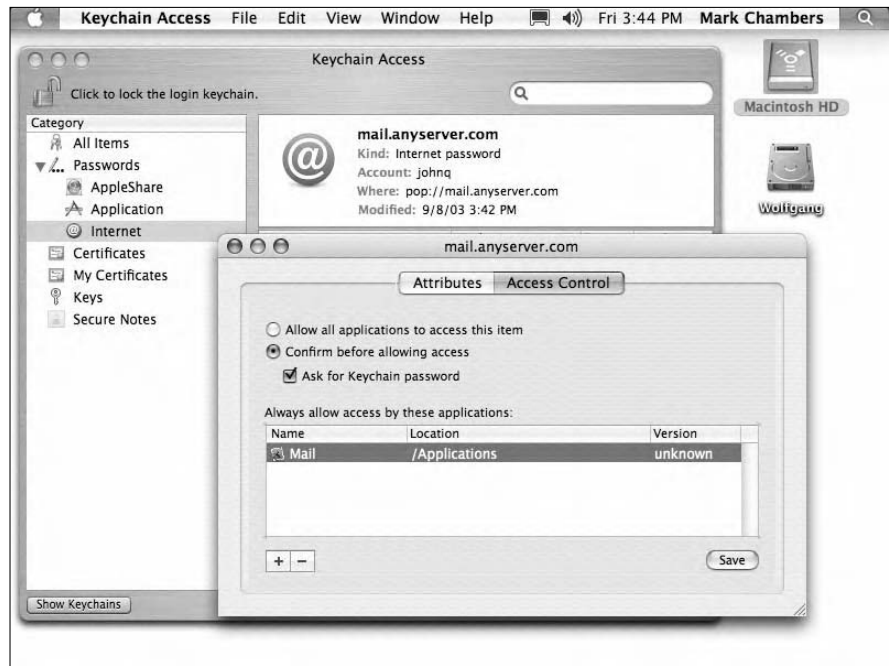 Keychain Access File Edit View Window Help Fri 3:44 PM Mark Chambers
Keychain Access
Click to lock the login keychain.
Macintosh HD
Wolfgang
Category
All Items
Passwords
AppleShare
Application
Internet
Certificates
My Certificates
Keys
Secure Notes
Show Keychains
@
mail.anyserver.com
Kind: Internet password
Account: johnq
Where: pop://mail.anyserver.com
Modified: 9/8/03 3:42 PM
mail.anyserver.com
Attributes Access Control
Allow all applications to access this item
Confirm before allowing access
Ask for Keychain password
Always allow access by these applications:
Name Location Version
Mail /Applications unknown
+ −
Save